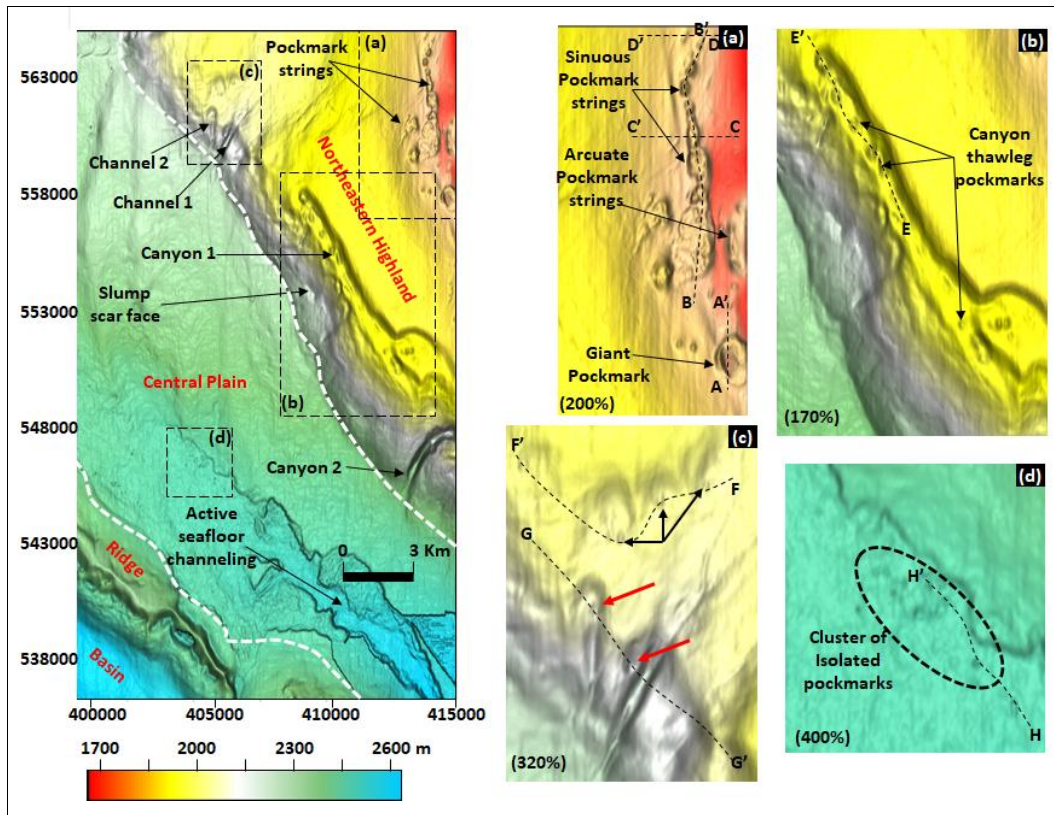 563000
558000
553000
548000
543000
538000
400000
405000
410000
415000
Pockmark
strings
(a)
(c)
Channel 2
Channel 1
Northeastern Highland
Canyon 1
Slump
scar face
Central Plain
(b)
(d)
Canyon 2
Active
seafloor
channeling
0
3 Km
Ridge
Basin
1700
2000
2300
2600 m
(a)
B'
D'
D
Sinuous
Pockmark
strings
C'
C
Arcuate
Pockmark
strings
B
A'
Giant
Pockmark
A
(200%)
(b)
E'
Canyon
thawleg
pockmarks
E
(170%)
(c)
F'
F
G
(320%)
G'
(d)
H'
Cluster of
Isolated
pockmarks
H
(400%)